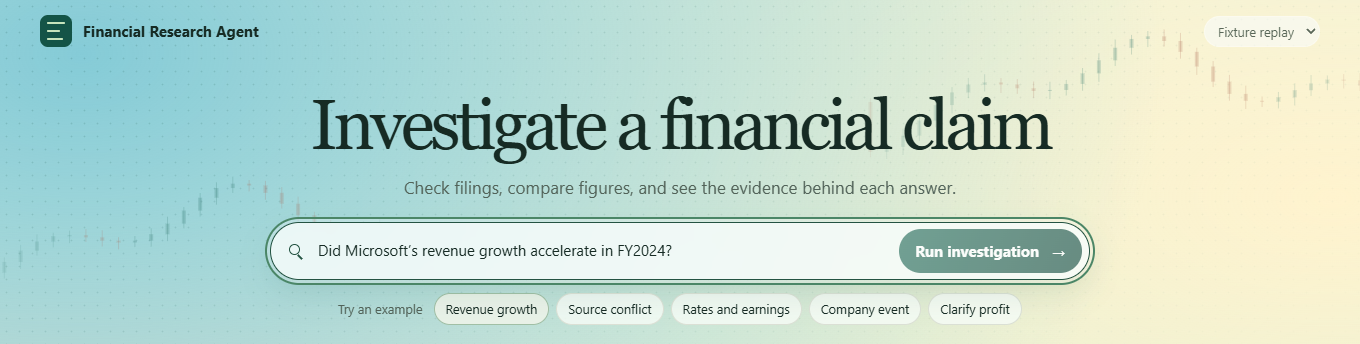 Financial Research Agent
Fixture replay
Investigate a financial claim
Check filings, compare figures, and see the evidence behind each answer.
Did Microsoft’s revenue growth accelerate in FY2024?
Run investigation →
Try an example
Revenue growth
Source conflict
Rates and earnings
Company event
Clarify profit